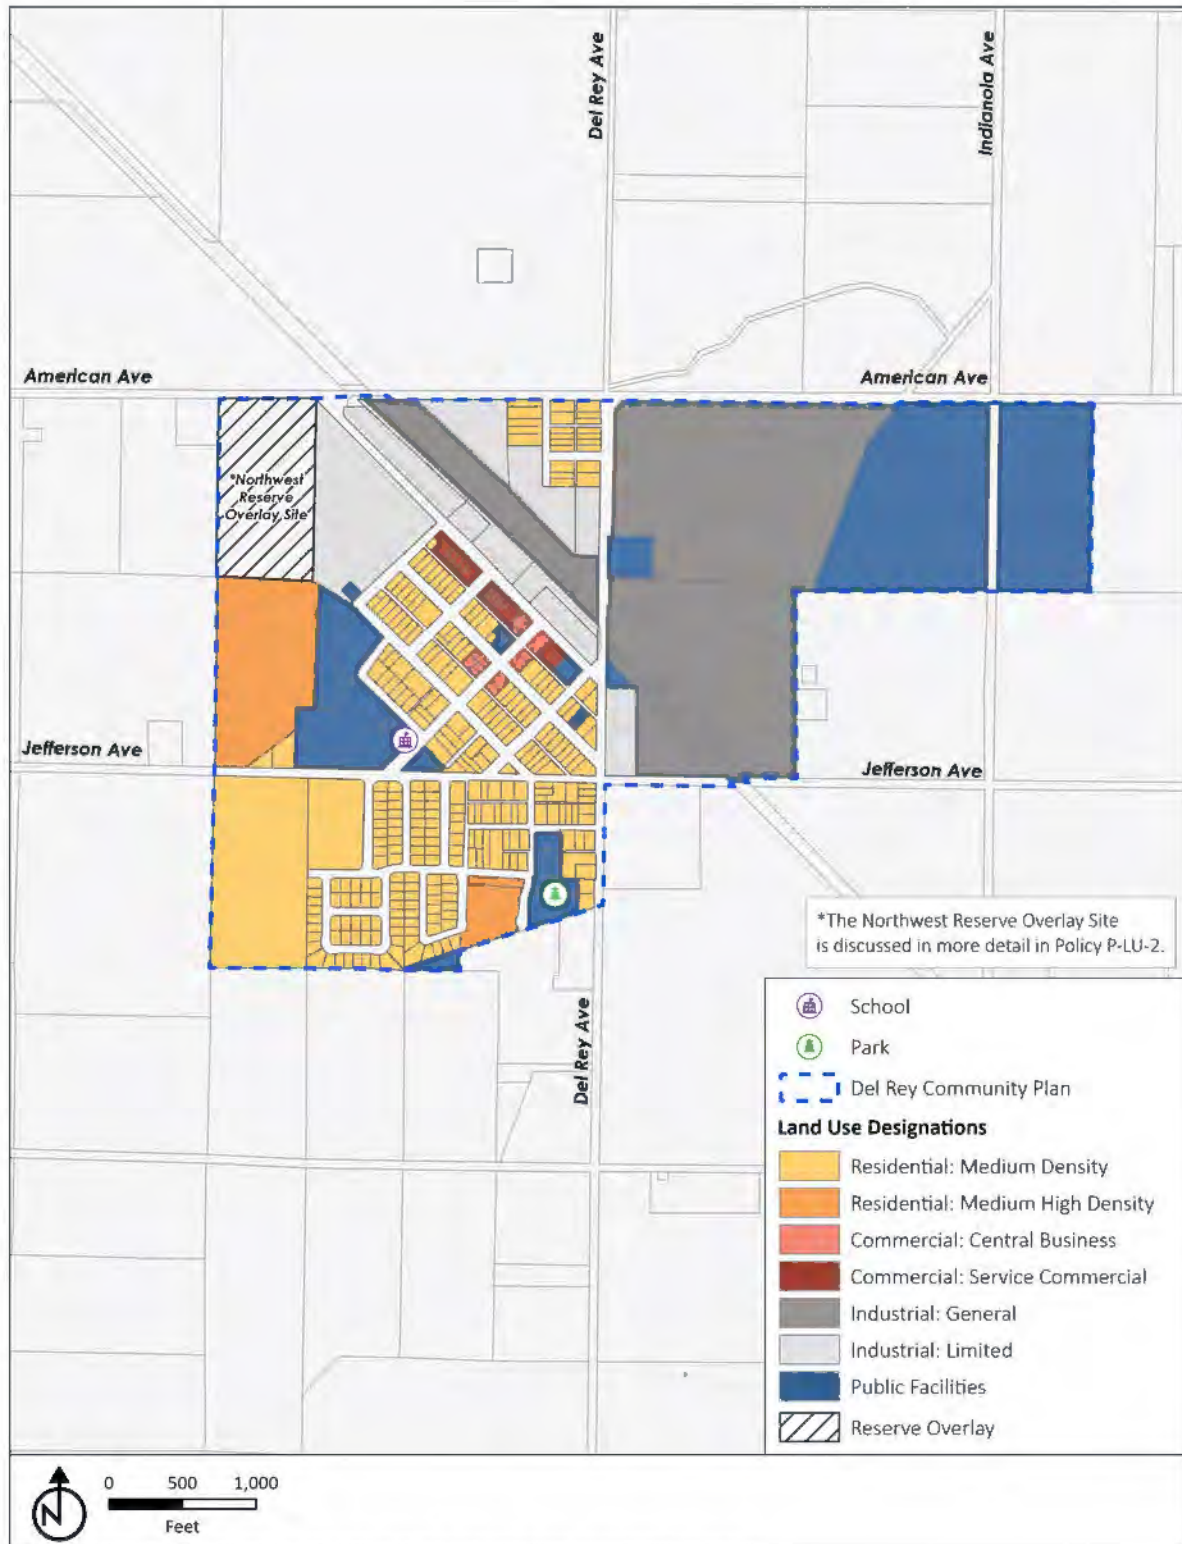 Del Rey Ave
Indianola Ave
American Ave
American Ave
*Northwest
Reserve
Overlay Site
Jefferson Ave
Jefferson Ave
*The Northwest Reserve Overlay Site
is discussed in more detail in Policy P-LU-2.
Del Rey Ave
School
Park
Del Rey Community Plan
Land Use Designations
Residential: Medium Density
Residential: Medium High Density
Commercial: Central Business
Commercial: Service Commercial
Industrial: General
Industrial: Limited
Public Facilities
Reserve Overlay
N
0 500 1,000
Feet